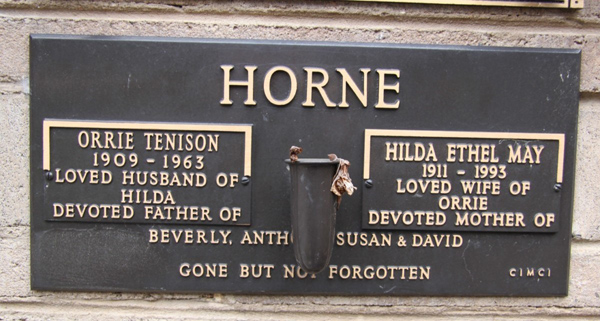 HORNE
ORRIE TENISON
1909 - 1963
LOVED HUSBAND OF
HILDA
DEVOTED FATHER OF
HILDA ETHEL MAY
1911 - 1993
LOVED WIFE OF
ORRIE
DEVOTED MOTHER OF
BEVERLY, SUSAN & DAVID
GONE BUT NOT FORGOTTEN
CIMCI